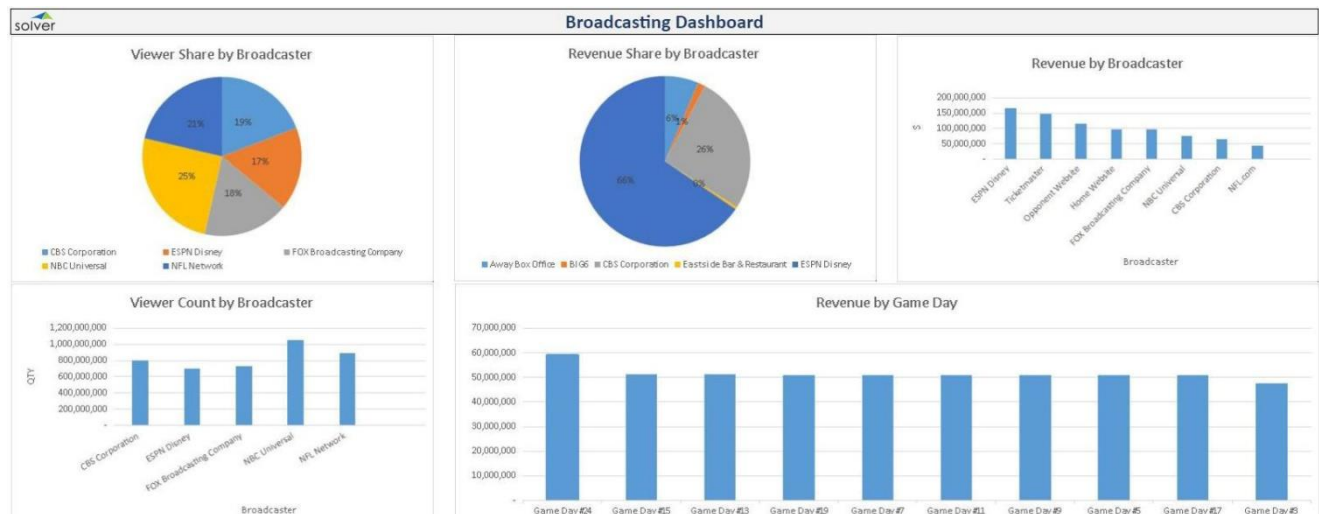 solver
Broadcasting Dashboard
Viewer Share by Broadcaster
19%
17%
18%
25%
21%
CBS Corporation ESPN Disney FOX Broadcasting Company
NBC Universal NFL Network
Revenue Share by Broadcaster
6%
1%
26%
0%
66%
Away Box Office BIG6 CBS Corporation Eastside Bar & Restaurant ESPN Disney
Revenue by Broadcaster
$
200,000,000
150,000,000
100,000,000
50,000,000
-
ESPN Disney
Ticketmaster
Opponent Website
Home Website
FOX Broadcasting Company
NBC Universal
CBS Corporation
NFL.com
Broadcaster
Viewer Count by Broadcaster
QTY
1,200,000,000
1,000,000,000
800,000,000
600,000,000
400,000,000
200,000,000
-
CBS Corporation
ESPN Disney
FOX Broadcasting Company
NBC Universal
NFL Network
Broadcaster
Revenue by Game Day
70,000,000
60,000,000
50,000,000
40,000,000
30,000,000
20,000,000
10,000,000
-
Game Day #24 Game Day #15 Game Day #13 Game Day #19 Game Day #7 Game Day #11 Game Day #9 Game Day #5 Game Day #17 Game Day #3